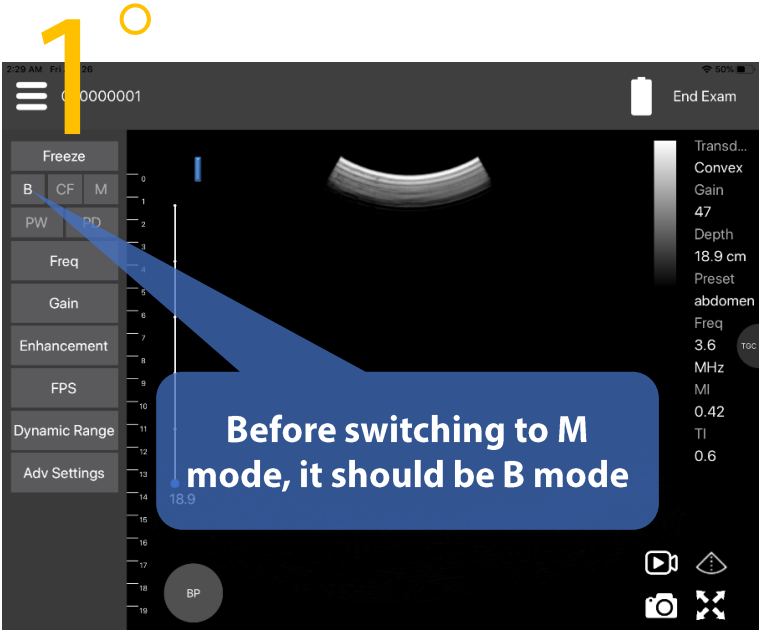 1°
2:29 AM Fri 26
0000001
End Exam
50%
Freeze
B CF M
PW PD
Freq
Gain
Enhancement
FPS
Dynamic Range
Adv Settings
0
1
2
3
4
5
6
7
8
9
10
11
12
13
14
15
16
17
18
19
18.9
Before switching to M
mode, it should be B mode
BP
Transd...
Convex
Gain
47
Depth
18.9 cm
Preset
abdomen
Freq
3.6
MHz
MI
0.42
TI
0.6
TGC